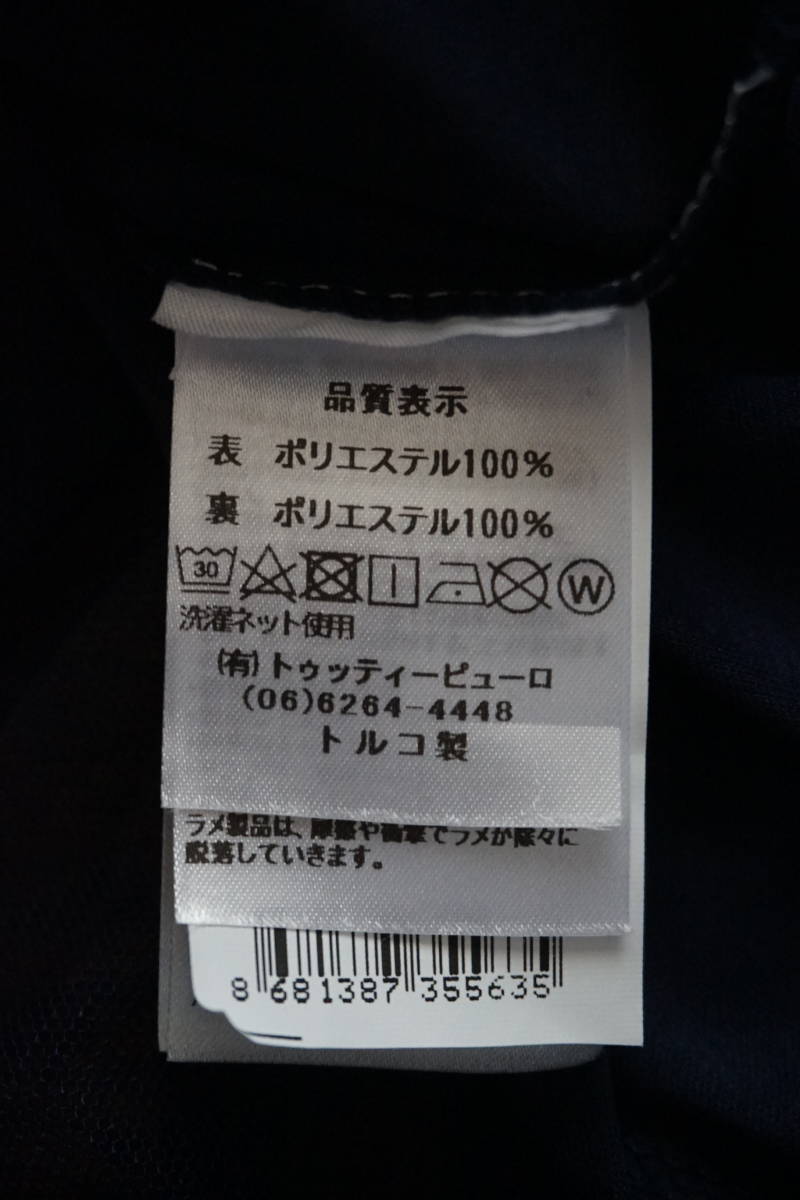 品質表示
表 ポリエステル100%
裏 ポリエステル100%
30 W
洗濯ネット使用
(有)トゥッティーピューロ
(06)6264-4448
トルコ製
ラメ製品は、摩擦や衝撃でラメが除々に
脱落していきます。
8 681387 355635